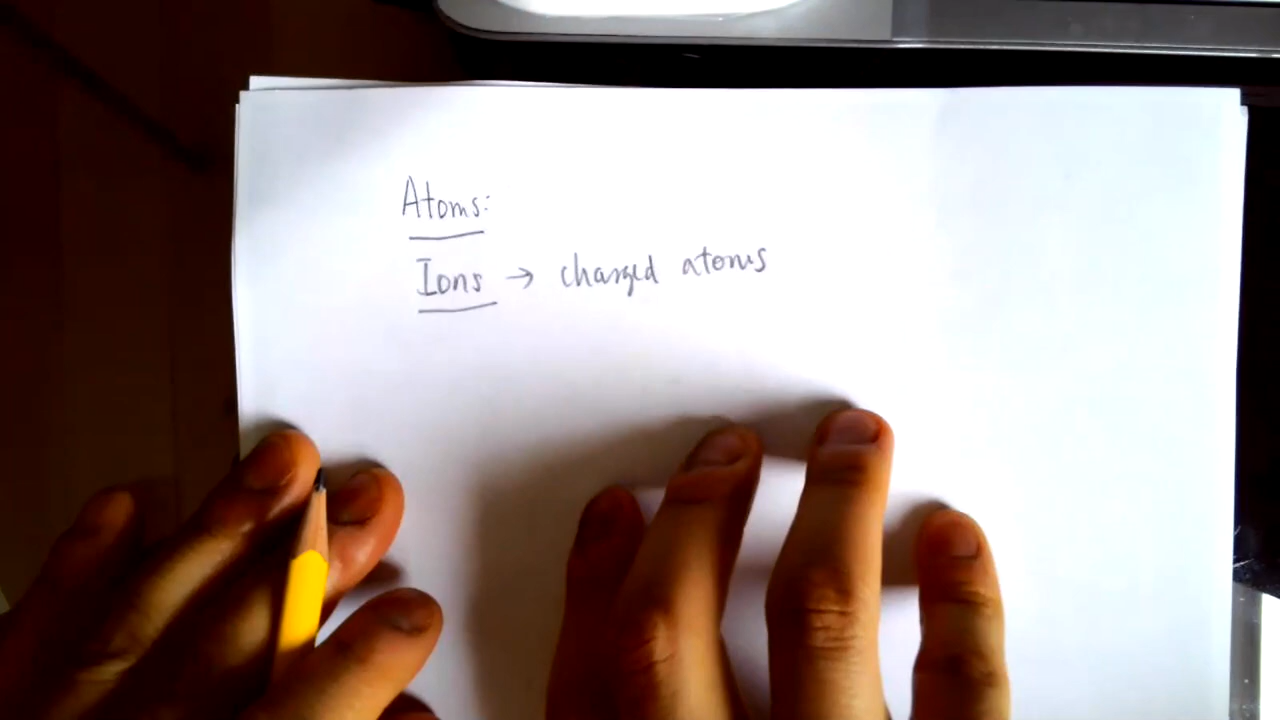 Atoms:
Ions → charged atoms